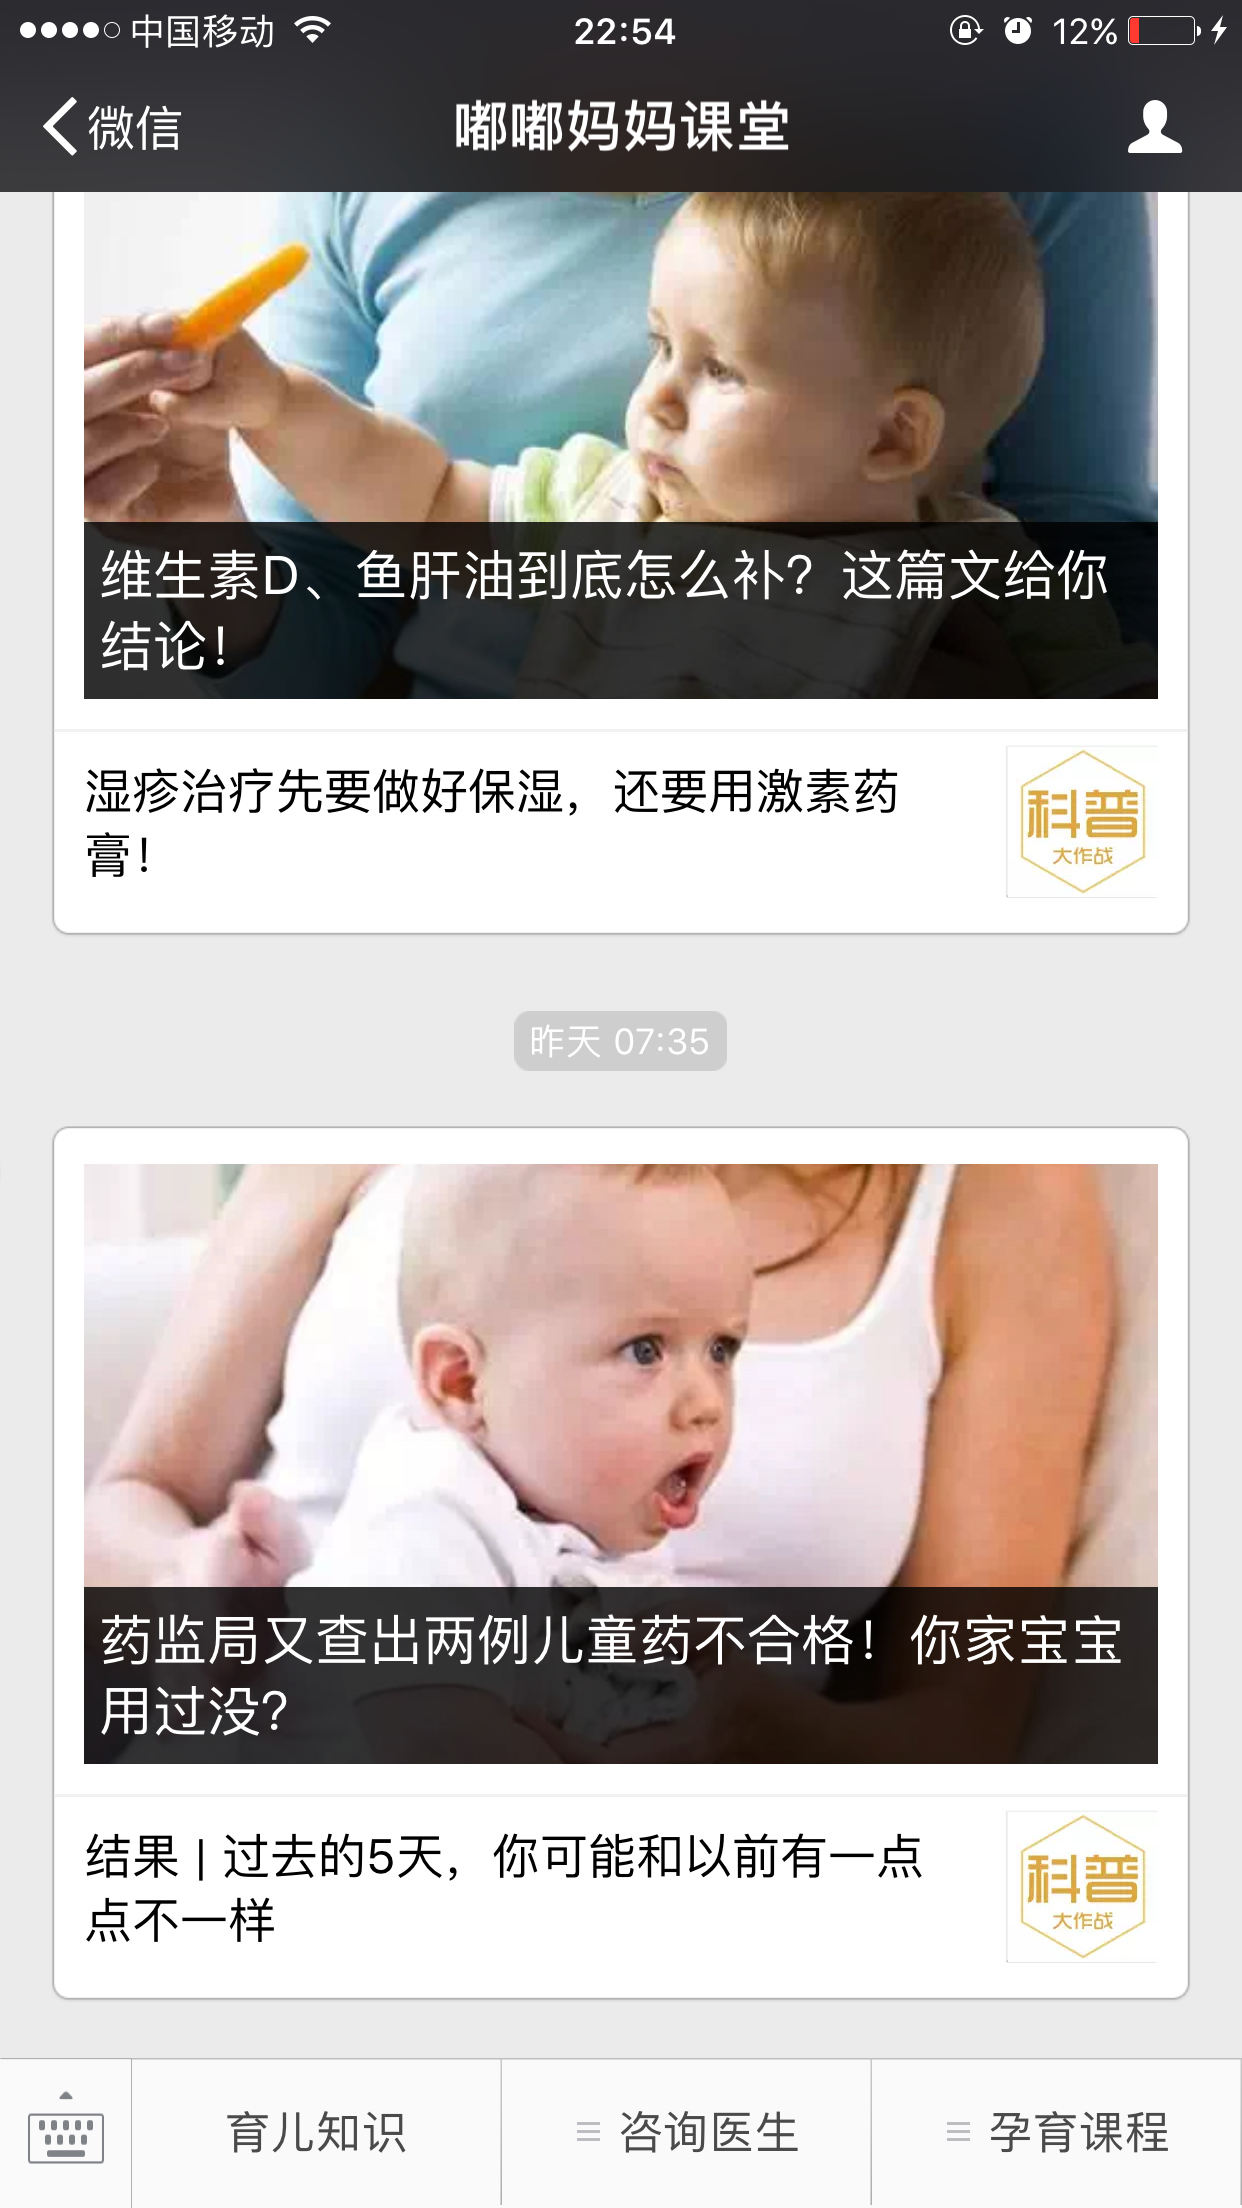 中国移动 22:54 12%
微信 嘟嘟妈妈课堂
维生素D、鱼肝油到底怎么补？这篇文给你
结论！
湿疹治疗先要做好保湿，还要用激素药
膏！
科普
大作战
昨天 07:35
药监局又查出两例儿童药不合格！你家宝宝
用过没？
结果 | 过去的5天，你可能和以前有一点
点不一样
科普
大作战
育儿知识 咨询医生 孕育课程